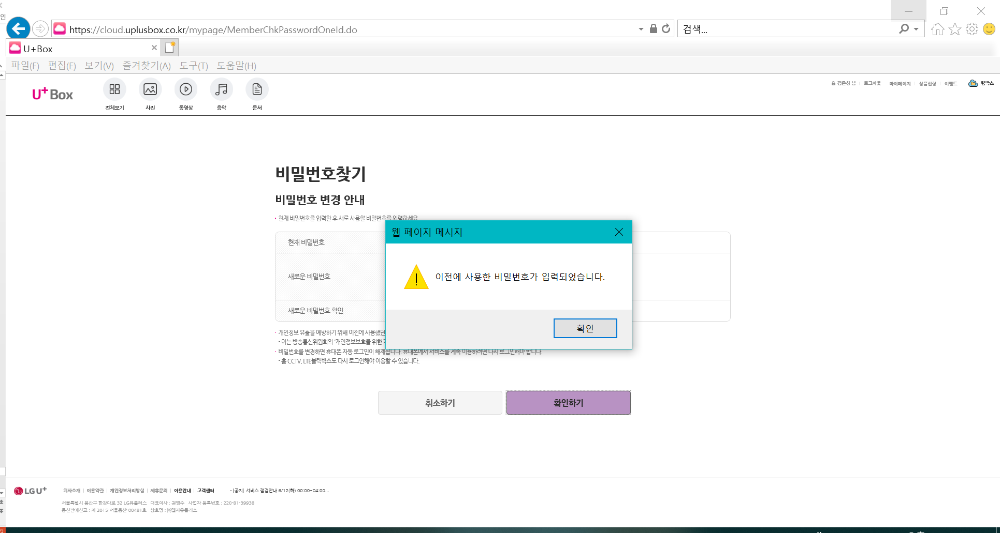 https://cloud.uplusbox.co.kr/mypage/MemberChkPasswordOneId.do
검색...
U+Box
파일(F) 편집(E) 보기(V) 즐겨찾기(A) 도구(T) 도움말(H)
U+ Box
전체보기 사진 동영상 음악 문서
김준성 님 로그아웃 마이페이지 상품신청 이벤트 팀박스
비밀번호찾기
비밀번호 변경 안내
현재 비밀번호를 입력한 후 새로 사용할 비밀번호를 입력하세요
웹 페이지 메시지
현재 비밀번호
새로운 비밀번호
이전에 사용한 비밀번호가 입력되었습니다.
새로운 비밀번호 확인
확인
개인정보 유출을 예방하기 위해 이전에 사용했던
- 이는 방송통신위원회의 '개인정보보호를 위한
비밀번호를 변경하면 휴대폰 자동 로그인이 해제됩니다. 휴대폰에서 서비스를 계속 이용하려면 다시 로그인해야 합니다.
- 홈 CCTV, LTE블랙박스도 다시 로그인해야 이용할 수 있습니다.
취소하기 확인하기
LG U+ 회사소개 이용약관 개인정보처리방침 제휴문의 이용안내 고객센터 · [공지] 서비스 점검안내 6/12(화) 00:00~04:00...
서울특별시 용산구 한강대로 32 LG유플러스 대표이사 : 권영수 사업자 등록번호 : 220-81-39938
통신판매신고 : 제 2015-서울용산-00481호 상호명 : ㈜엘지유플러스